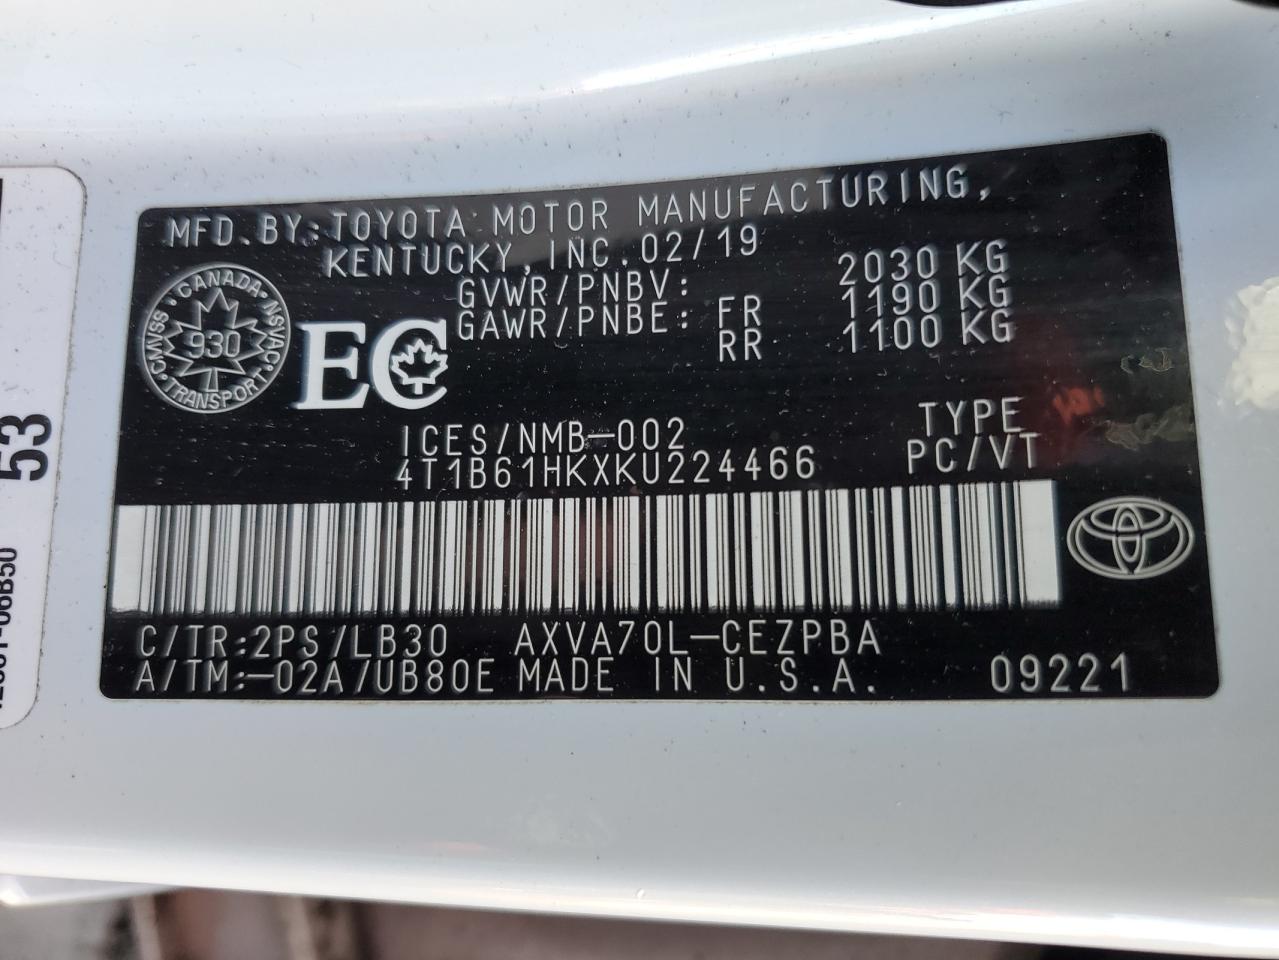 MFD.BY:TOYOTA MOTOR MANUFACTURING,
KENTUCKY, INC. 02/19
GVWR/PNBV: 2030 KG
GAWR/PNBE: FR 1190 KG
RR 1100 KG
CANADA
930
TRANSPORT
EC
ICES/NMB-002
4T1B61HKXKU224466
TYPE
PC/VT
C/TR:2PS/LB30 AXVA70L-CEZPBA
A/TM:-02A/UB80E MADE IN U.S.A. 09221
53